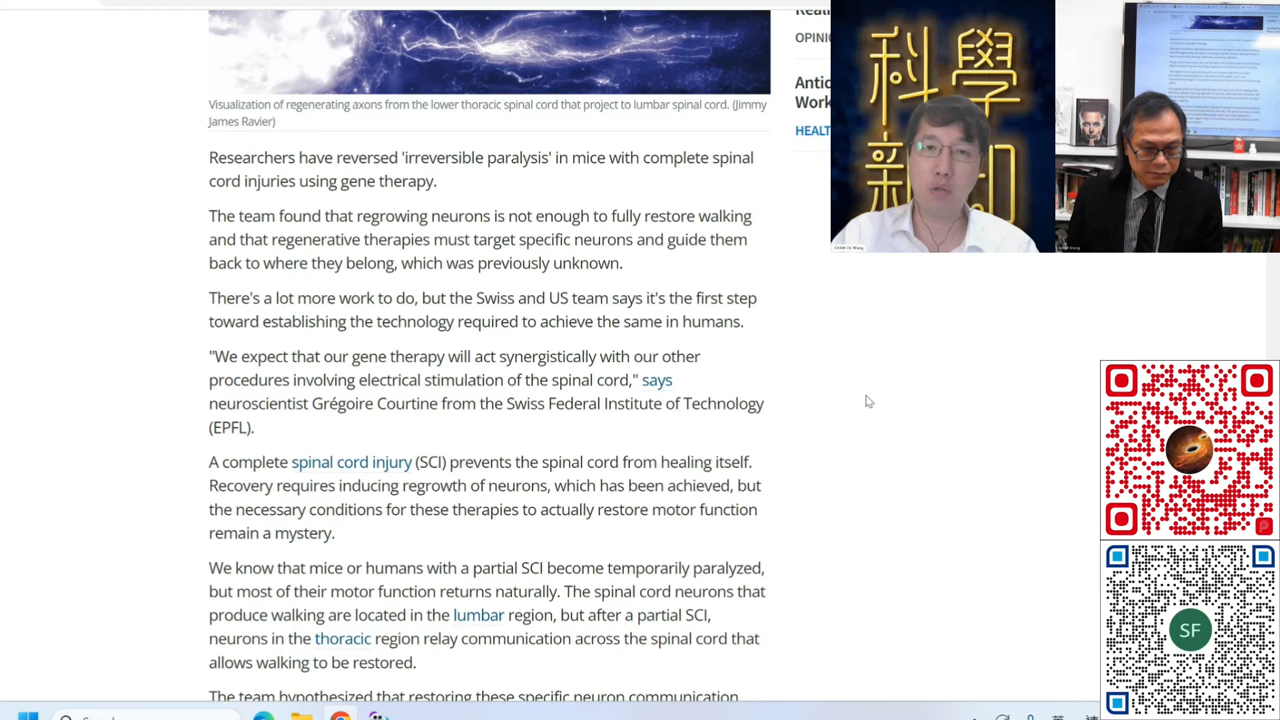 Visualization of regenerating axons from the lower thoracic neurons that project to lumbar spinal cord. (Jimmy
James Ravier)
Researchers have reversed 'irreversible paralysis' in mice with complete spinal
cord injuries using gene therapy.
The team found that regrowing neurons is not enough to fully restore walking
and that regenerative therapies must target specific neurons and guide them
back to where they belong, which was previously unknown.
There's a lot more work to do, but the Swiss and US team says it's the first step
toward establishing the technology required to achieve the same in humans.
"We expect that our gene therapy will act synergistically with our other
procedures involving electrical stimulation of the spinal cord," says
neuroscientist Grégoire Courtine from the Swiss Federal Institute of Technology
(EPFL).
A complete spinal cord injury (SCI) prevents the spinal cord from healing itself.
Recovery requires inducing regrowth of neurons, which has been achieved, but
the necessary conditions for these therapies to actually restore motor function
remain a mystery.
We know that mice or humans with a partial SCI become temporarily paralyzed,
but most of their motor function returns naturally. The spinal cord neurons that
produce walking are located in the lumbar region, but after a partial SCI,
neurons in the thoracic region relay communication across the spinal cord that
allows walking to be restored.
The team hypothesized that restoring these specific neuron communication
OPINIO
Antid
Work
HEALT
科學
新知
SF